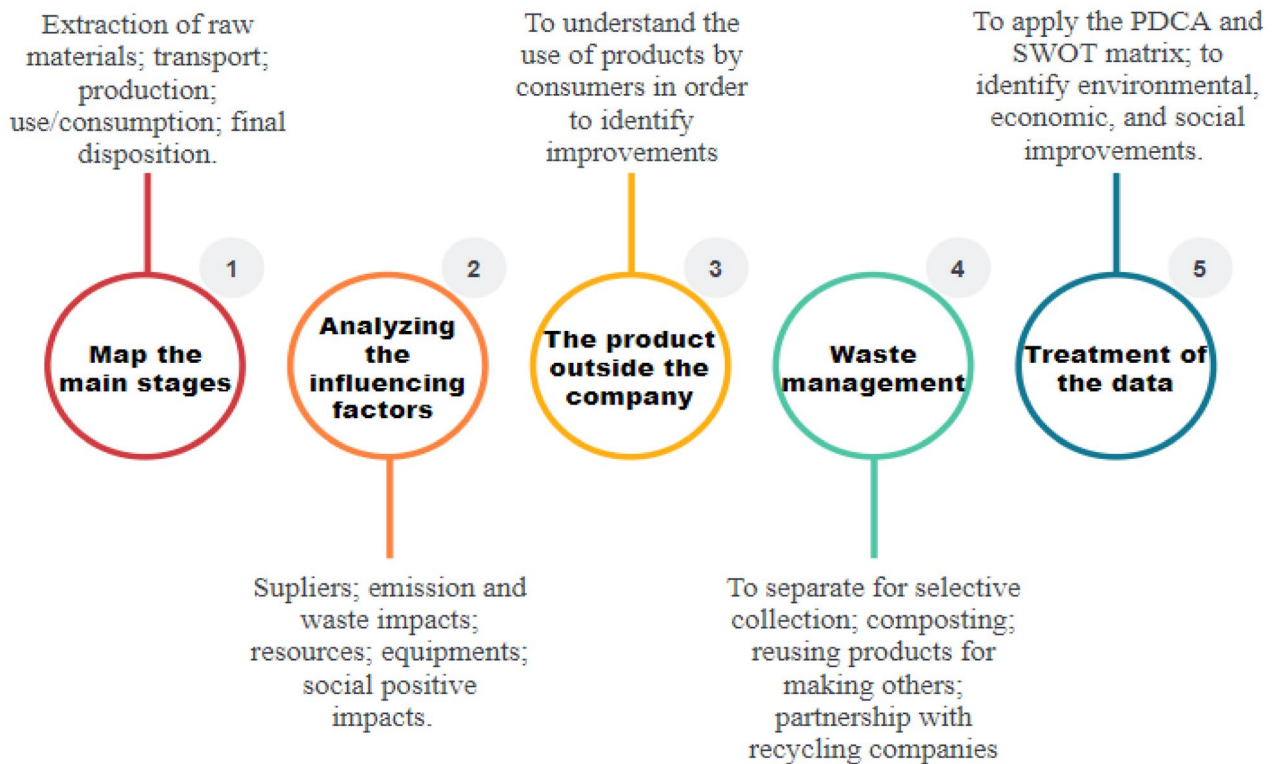 Extraction of raw
materials; transport;
production;
use/consumption; final
disposition.
To understand the
use of products by
consumers in order
to identify
improvements
To apply the PDCA and
SWOT matrix; to
identify environmental,
economic, and social
improvements.
1
Map the
main stages
2
Analyzing
the
influencing
factors
3
The product
outside the
company
4
Waste
management
5
Treatment of
the data
Supliers; emission and
waste impacts;
resources; equipments;
social positive
impacts.
To separate for selective
collection; composting;
reusing products for
making others;
partnership with
recycling companies